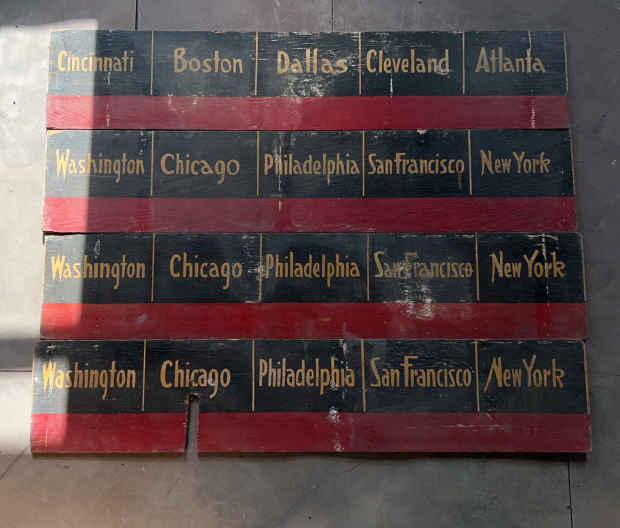 Cincinnati Boston Dallas Cleveland Atlanta
Washington Chicago Philadelphia San Francisco New York
Washington Chicago Philadelphia San Francisco New York
Washington Chicago Philadelphia San Francisco New York